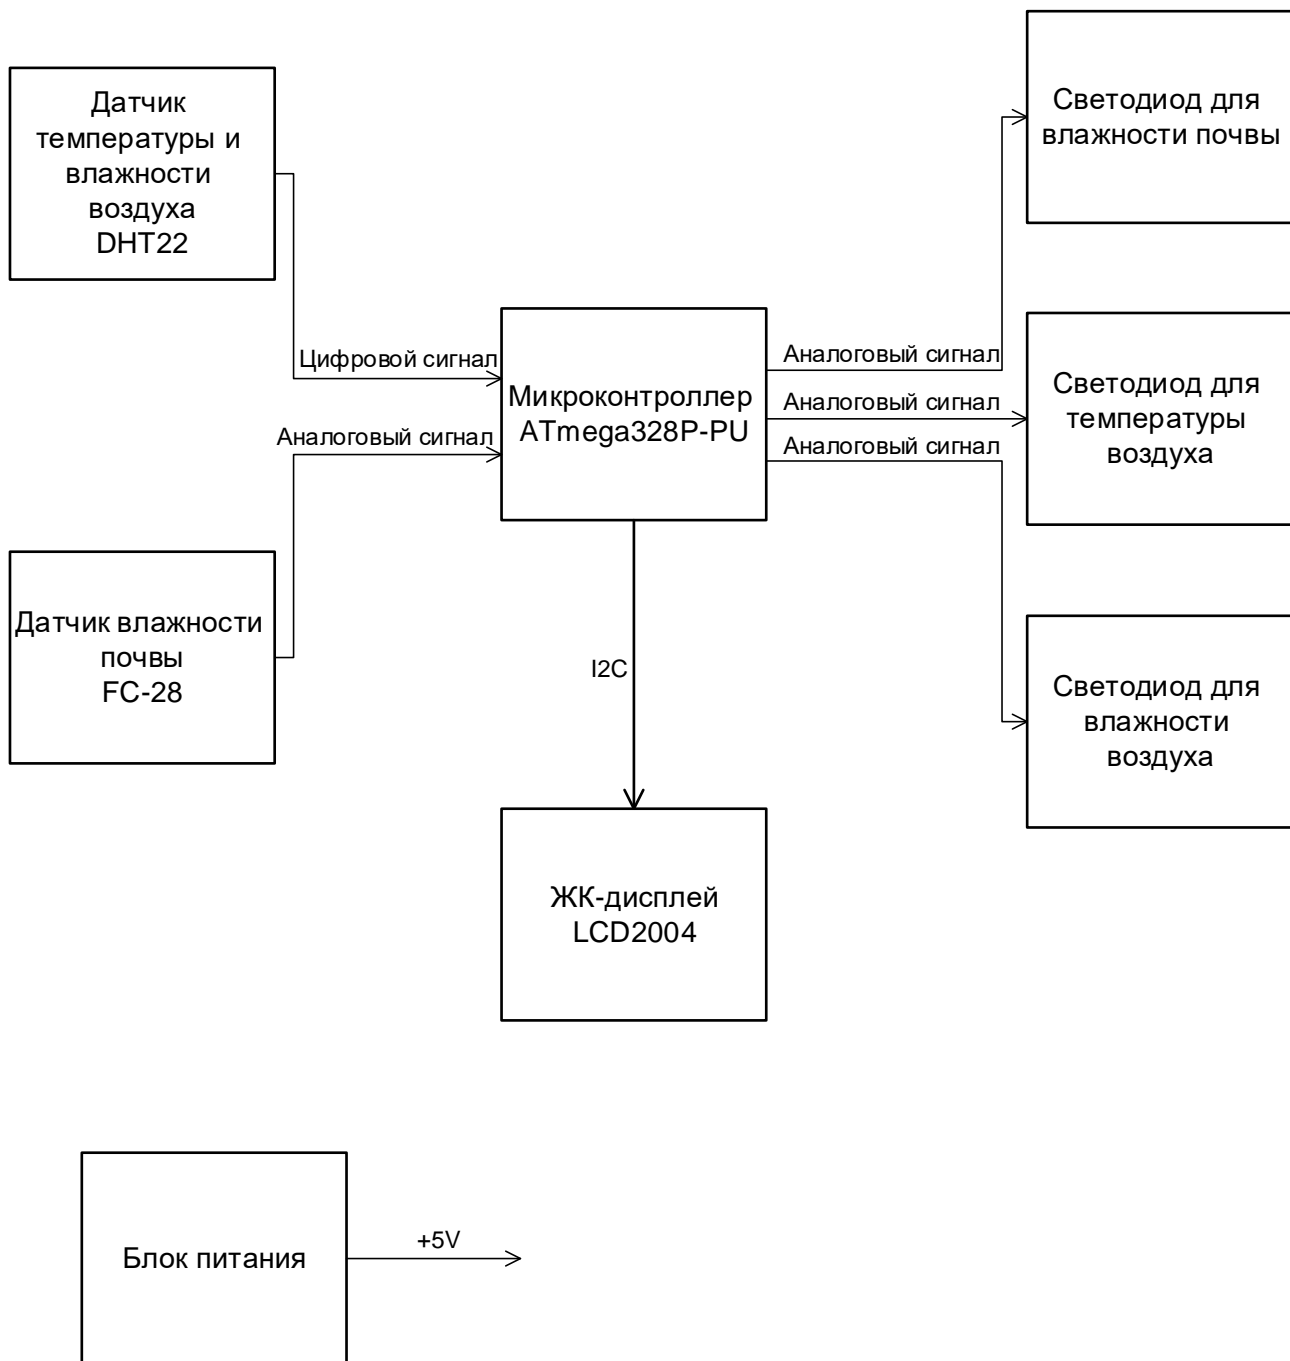 Датчик
температуры и
влажности
воздуха
DHT22
Светодиод для
влажности почвы
Цифровой сигнал
Аналоговый сигнал
Микроконтроллер
ATmega328P-PU
Аналоговый сигнал
Аналоговый сигнал
Аналоговый сигнал
Светодиод для
температуры
воздуха
Датчик влажности
почвы
FC-28
I2C
Светодиод для
влажности
воздуха
ЖК-дисплей
LCD2004
Блок питания
+5V